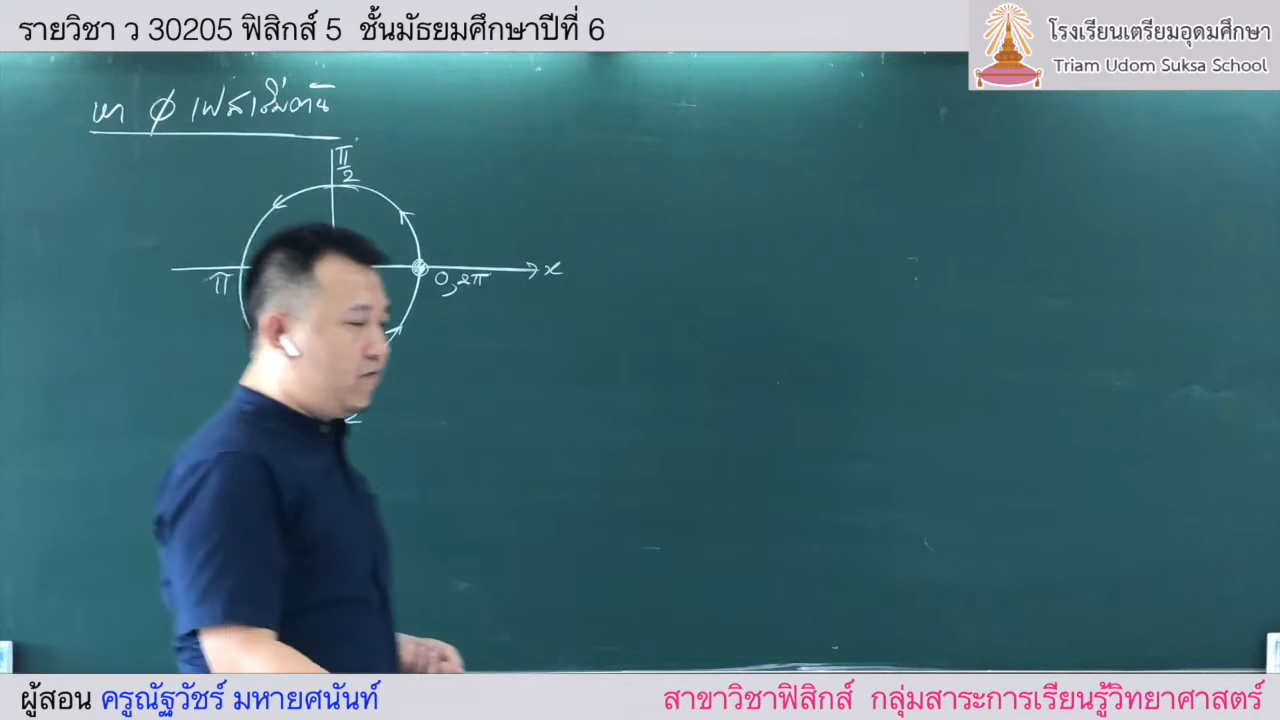 รายวิชา ว 30205 ฟิสิกส์ 5 ชั้นมัธยมศึกษาปีที่ 6
โรงเรียนเตรียมอุดมศึกษา
Triam Udom Suksa School
หา φ เฟสเริ่มต้น
π/2
π
0, 2π
x
ผู้สอน ครูณัฐวัชร์ มหายศนันท์
สาขาวิชาฟิสิกส์ กลุ่มสาระการเรียนรู้วิทยาศาสตร์